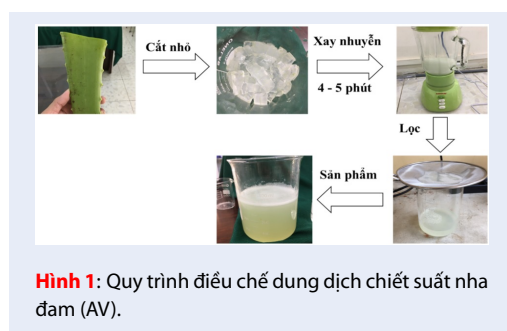 Cắt nhỏ
Xay nhuyễn
4 - 5 phút
Lọc
Sản phẩm
Hình 1: Quy trình điều chế dung dịch chiết suất nha
đam (AV).